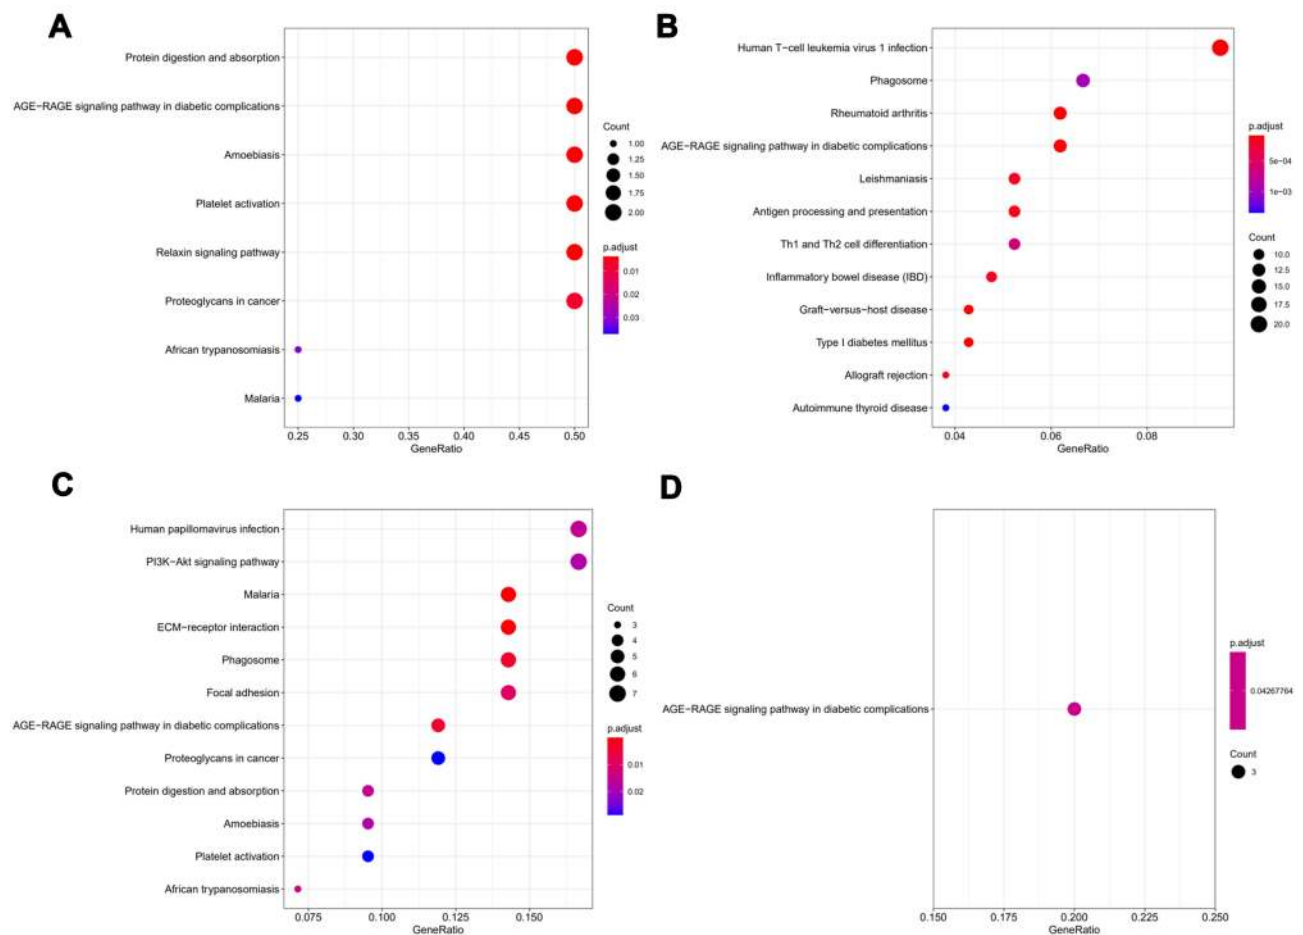 A
Protein digestion and absorption
AGE−RAGE signaling pathway in diabetic complications
Amoebiasis
Platelet activation
Relaxin signaling pathway
Proteoglycans in cancer
African trypanosomiasis
Malaria
0.25 0.30 0.35 0.40 0.45 0.50
GeneRatio
Count
1.00
1.25
1.50
1.75
2.00
p.adjust
0.01
0.02
0.03
B
Human T−cell leukemia virus 1 infection
Phagosome
Rheumatoid arthritis
AGE−RAGE signaling pathway in diabetic complications
Leishmaniasis
Antigen processing and presentation
Th1 and Th2 cell differentiation
Inflammatory bowel disease (IBD)
Graft−versus−host disease
Type I diabetes mellitus
Allograft rejection
Autoimmune thyroid disease
0.04 0.06 0.08
GeneRatio
p.adjust
5e−04
1e−03
Count
10.0
12.5
15.0
17.5
20.0
C
Human papillomavirus infection
PI3K−Akt signaling pathway
Malaria
ECM−receptor interaction
Phagosome
Focal adhesion
AGE−RAGE signaling pathway in diabetic complications
Proteoglycans in cancer
Protein digestion and absorption
Amoebiasis
Platelet activation
African trypanosomiasis
0.075 0.100 0.125 0.150
GeneRatio
Count
3
4
5
6
7
p.adjust
0.01
0.02
D
AGE−RAGE signaling pathway in diabetic complications
0.150 0.175 0.200 0.225 0.250
GeneRatio
p.adjust
0.04267764
Count
3